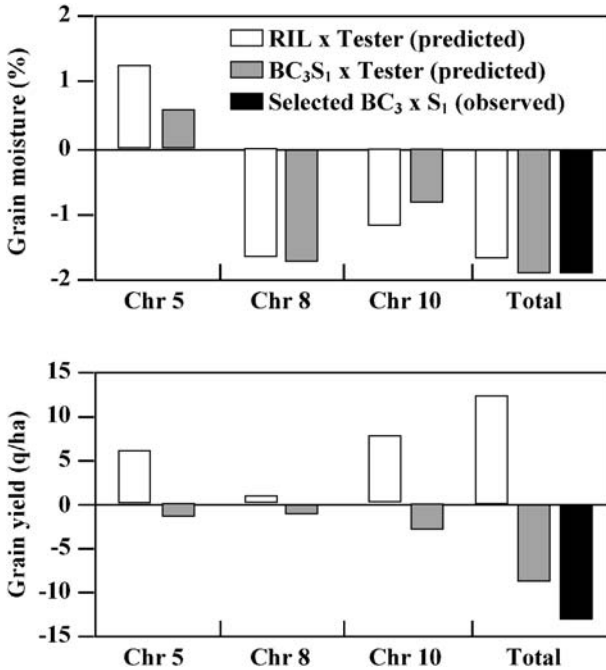 2
RIL x Tester (predicted)
BC₃S₁ x Tester (predicted)
Selected BC₃ x S₁ (observed)
1
0
-1
-2
Grain moisture (%)
Chr 5 Chr 8 Chr 10 Total
15
10
5
0
-5
-10
-15
Grain yield (q/ha)
Chr 5 Chr 8 Chr 10 Total